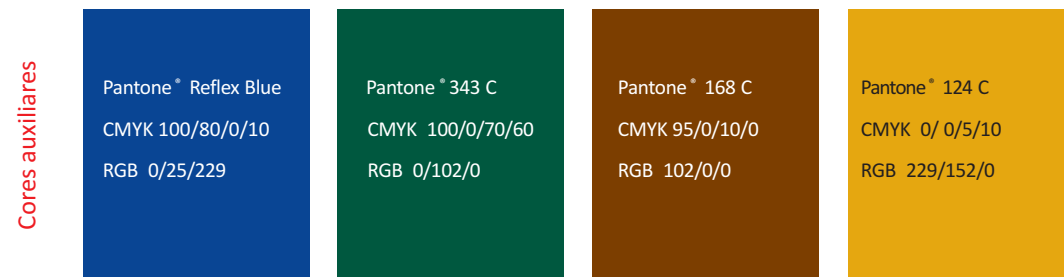 Cores auxiliares
Pantone® Reflex Blue
CMYK 100/80/0/10
RGB 0/25/229
Pantone® 343 C
CMYK 100/0/70/60
RGB 0/102/0
Pantone® 168 C
CMYK 95/0/10/0
RGB 102/0/0
Pantone® 124 C
CMYK 0/ 0/5/10
RGB 229/152/0